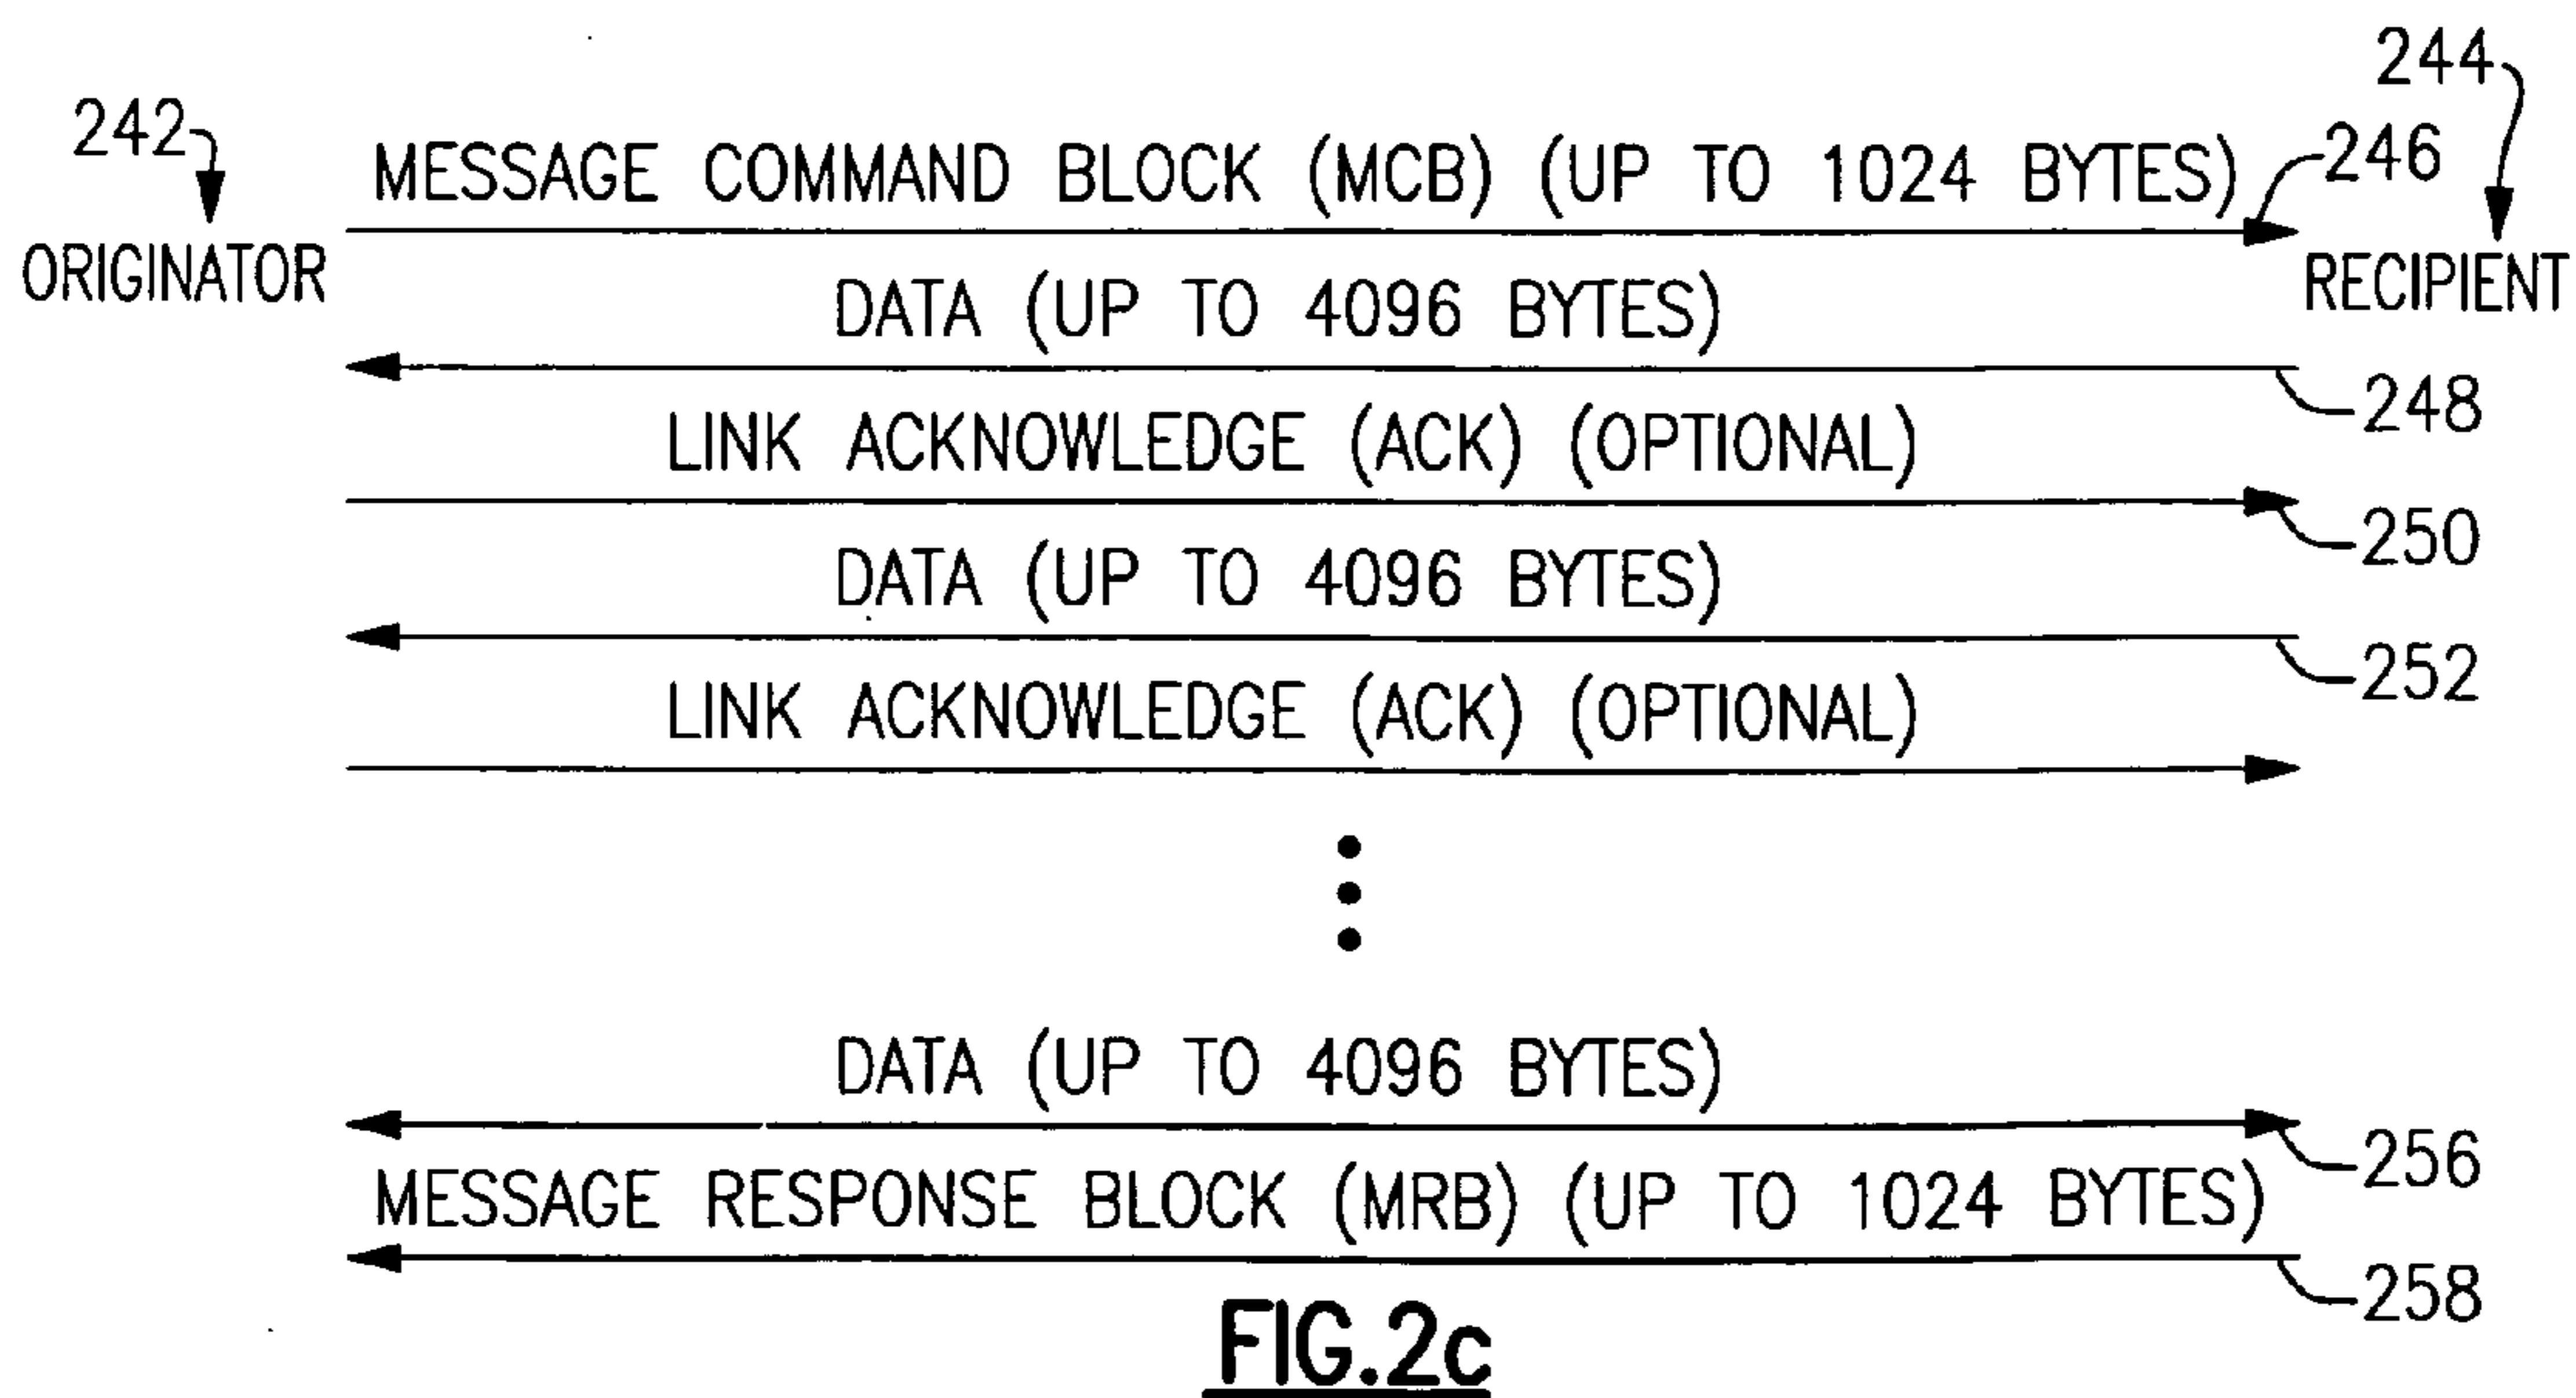 244
242
MESSAGE COMMAND BLOCK (MCB) (UP TO 1024 BYTES)
246
ORIGINATOR
RECIPIENT
DATA (UP TO 4096 BYTES)
248
LINK ACKNOWLEDGE (ACK) (OPTIONAL)
250
DATA (UP TO 4096 BYTES)
252
LINK ACKNOWLEDGE (ACK) (OPTIONAL)
DATA (UP TO 4096 BYTES)
256
MESSAGE RESPONSE BLOCK (MRB) (UP TO 1024 BYTES)
258
FIG.2c